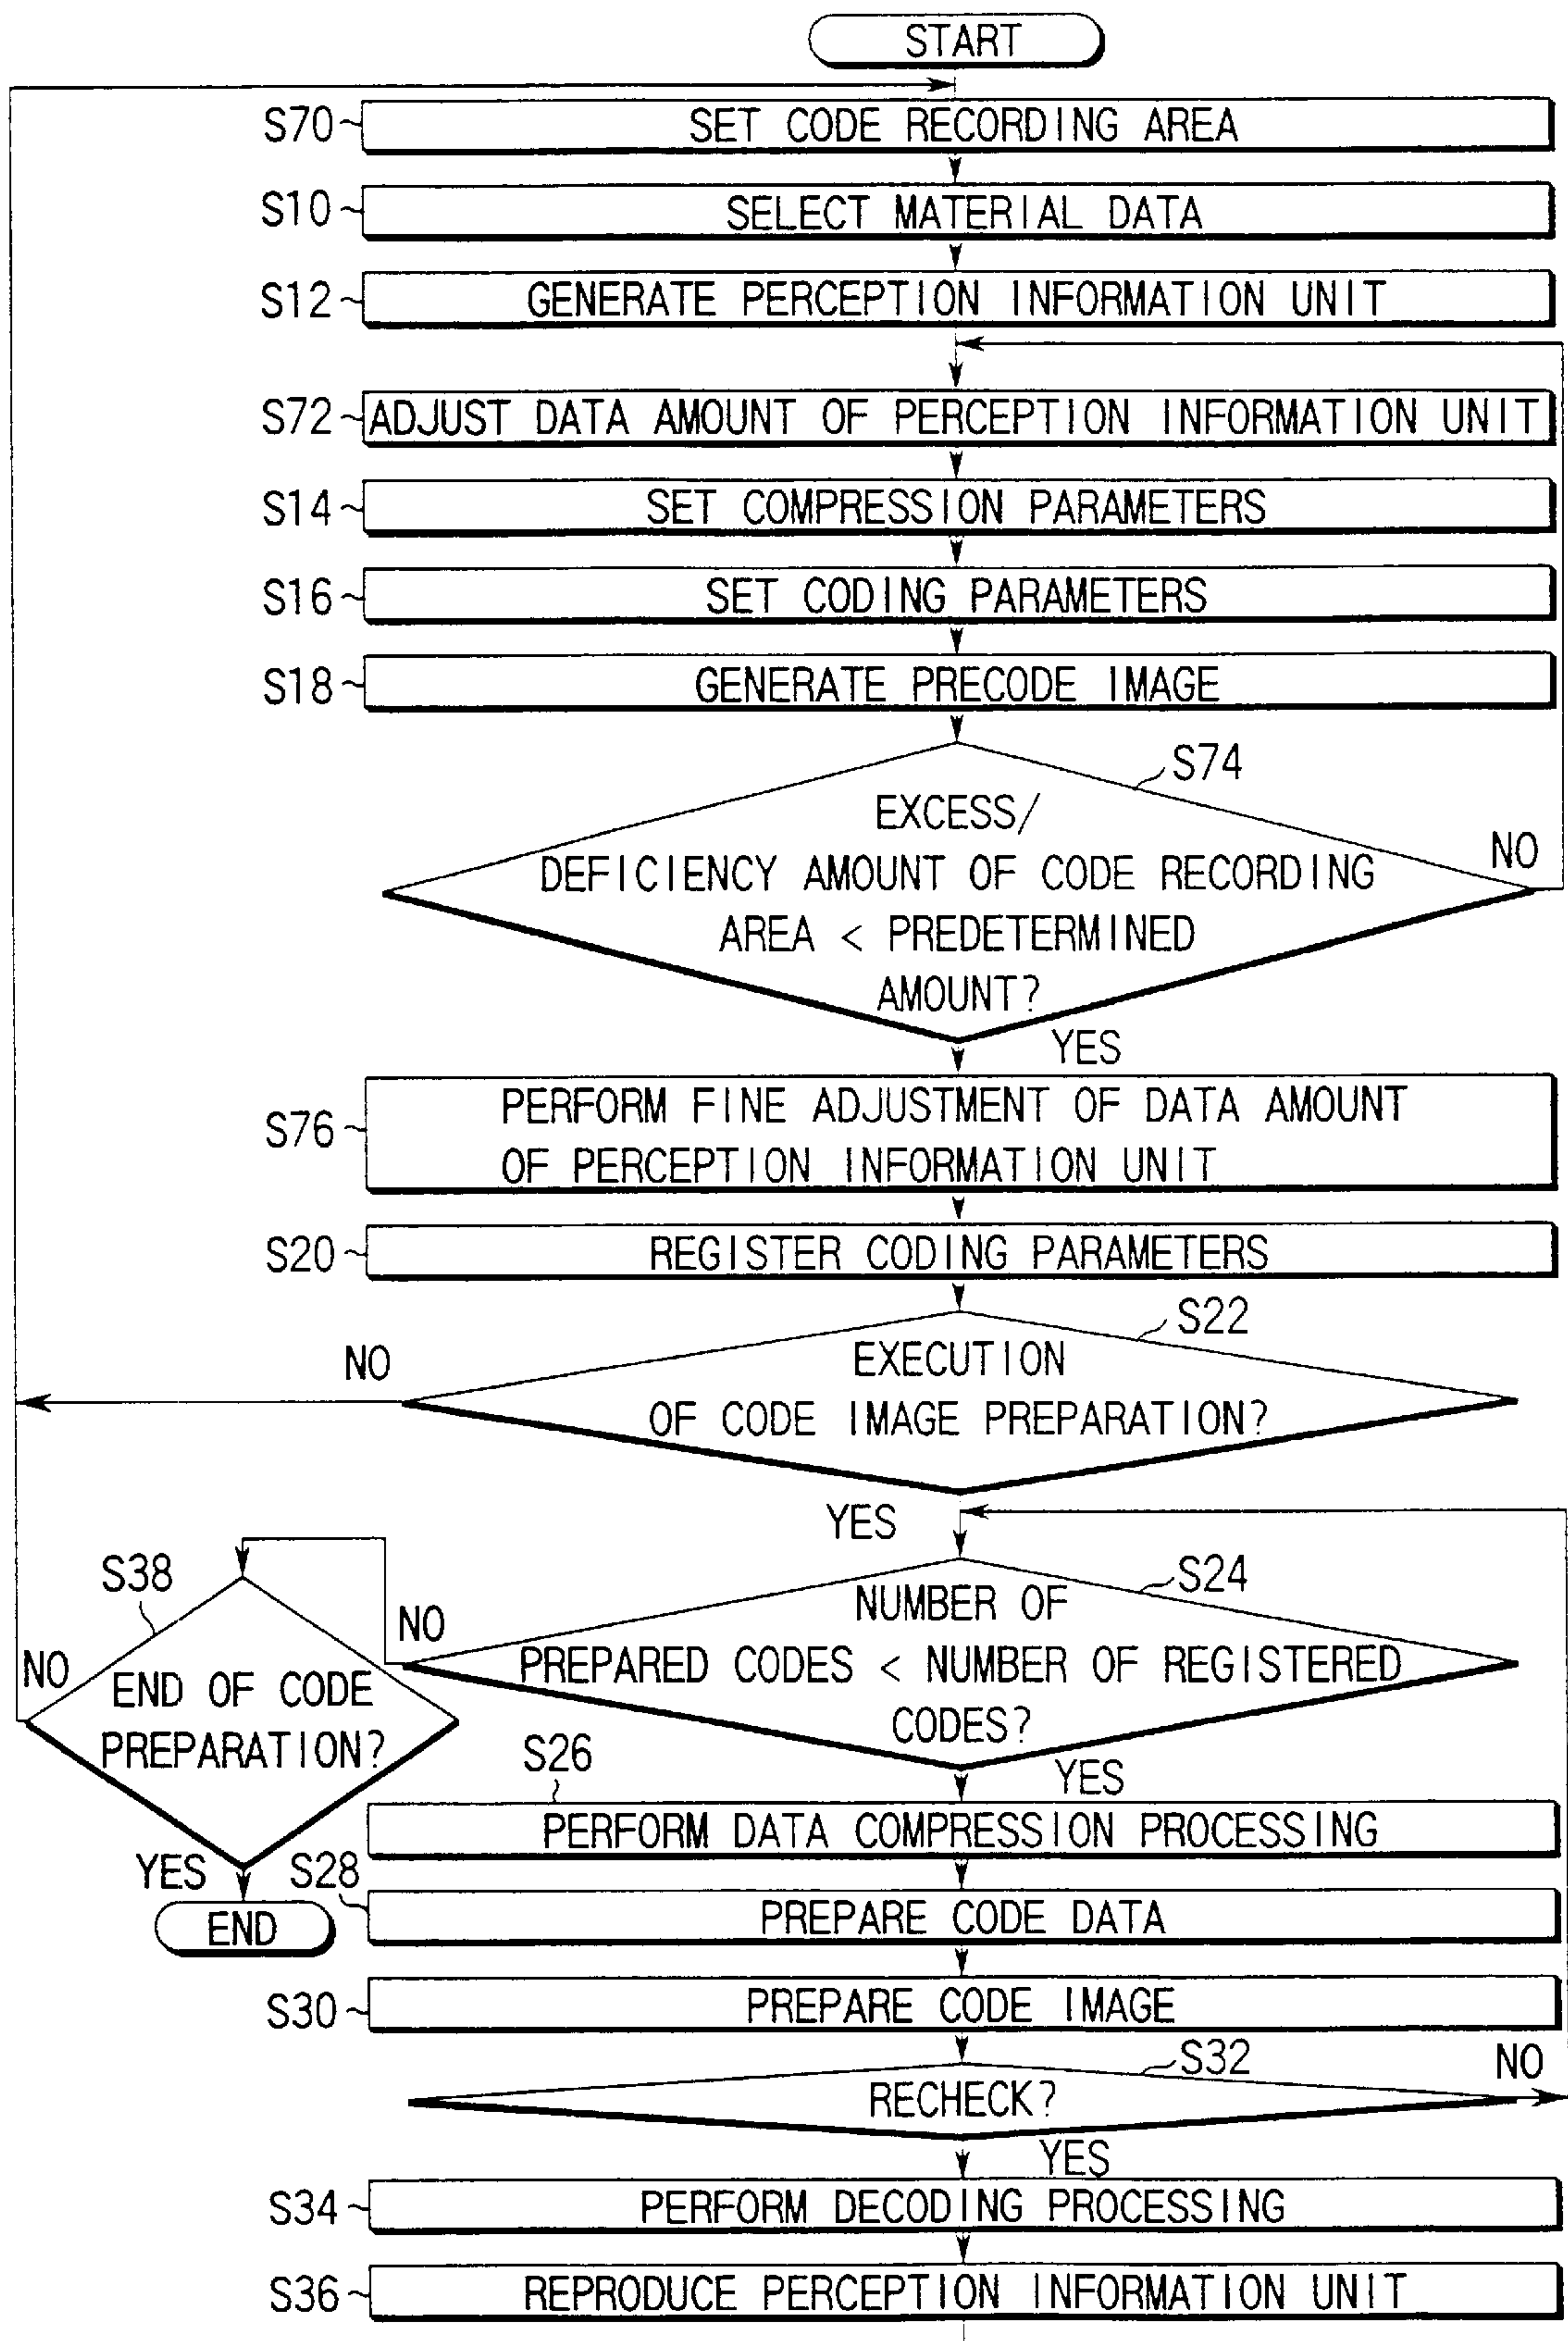 START
S70 SET CODE RECORDING AREA
S10 SELECT MATERIAL DATA
S12 GENERATE PERCEPTION INFORMATION UNIT
S72 ADJUST DATA AMOUNT OF PERCEPTION INFORMATION UNIT
S14 SET COMPRESSION PARAMETERS
S16 SET CODING PARAMETERS
S18 GENERATE PRECODE IMAGE
S74
EXCESS/
DEFICIENCY AMOUNT OF CODE RECORDING
AREA < PREDETERMINED
AMOUNT?
NO
YES
S76
PERFORM FINE ADJUSTMENT OF DATA AMOUNT
OF PERCEPTION INFORMATION UNIT
S20 REGISTER CODING PARAMETERS
S22
EXECUTION
OF CODE IMAGE PREPARATION?
NO
YES
S24
NUMBER OF
PREPARED CODES < NUMBER OF REGISTERED
CODES?
NO
YES
S38
END OF CODE
PREPARATION?
NO
YES
END
S26
PERFORM DATA COMPRESSION PROCESSING
S28
PREPARE CODE DATA
S30 PREPARE CODE IMAGE
S32
RECHECK?
NO
YES
S34 PERFORM DECODING PROCESSING
S36 REPRODUCE PERCEPTION INFORMATION UNIT